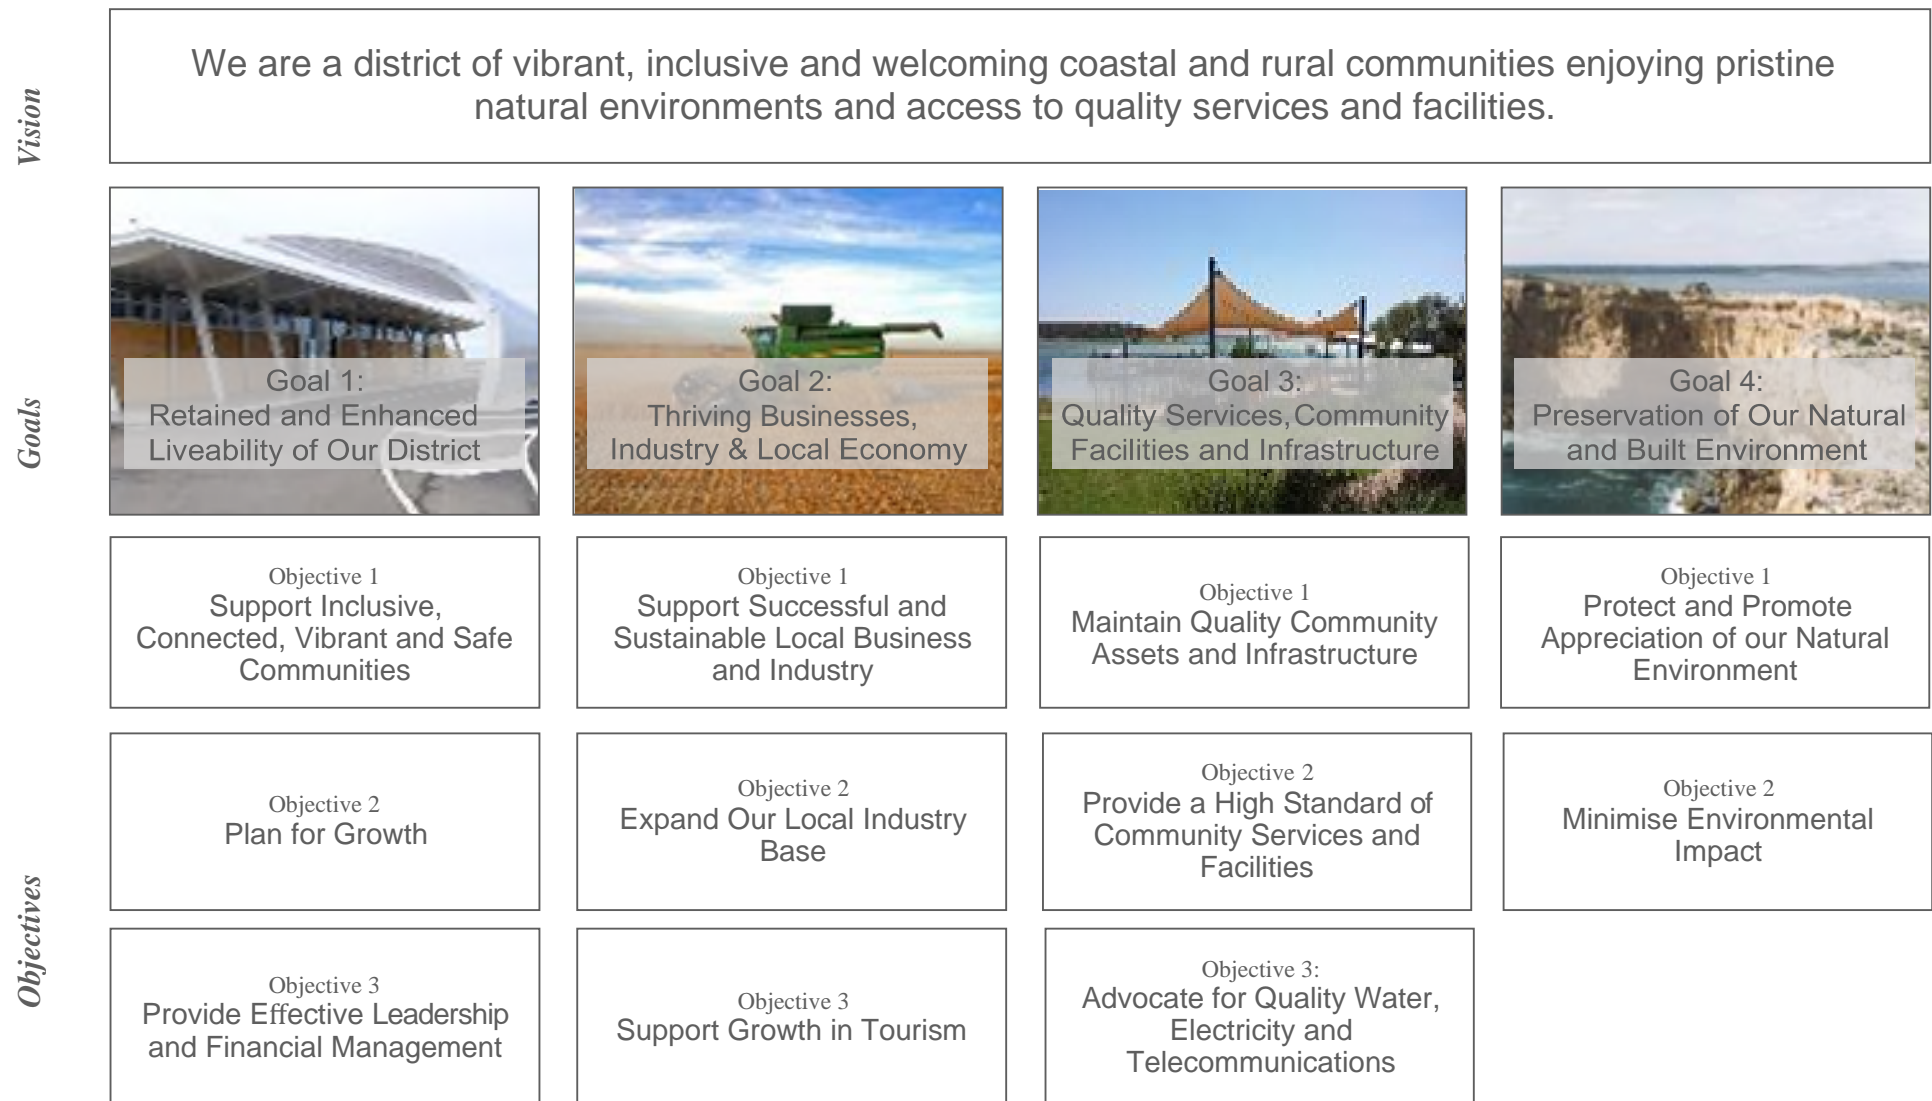 Vision
We are a district of vibrant, inclusive and welcoming coastal and rural communities enjoying pristine
natural environments and access to quality services and facilities.
Goals
Goal 1:
Retained and Enhanced
Liveability of Our District
Goal 2:
Thriving Businesses,
Industry & Local Economy
Goal 3:
Quality Services, Community
Facilities and Infrastructure
Goal 4:
Preservation of Our Natural
and Built Environment
Objectives
Objective 1
Support Inclusive,
Connected, Vibrant and Safe
Communities
Objective 1
Support Successful and
Sustainable Local Business
and Industry
Objective 1
Maintain Quality Community
Assets and Infrastructure
Objective 1
Protect and Promote
Appreciation of our Natural
Environment
Objective 2
Plan for Growth
Objective 2
Expand Our Local Industry
Base
Objective 2
Provide a High Standard of
Community Services and
Facilities
Objective 2
Minimise Environmental
Impact
Objective 3
Provide Effective Leadership
and Financial Management
Objective 3
Support Growth in Tourism
Objective 3:
Advocate for Quality Water,
Electricity and
Telecommunications